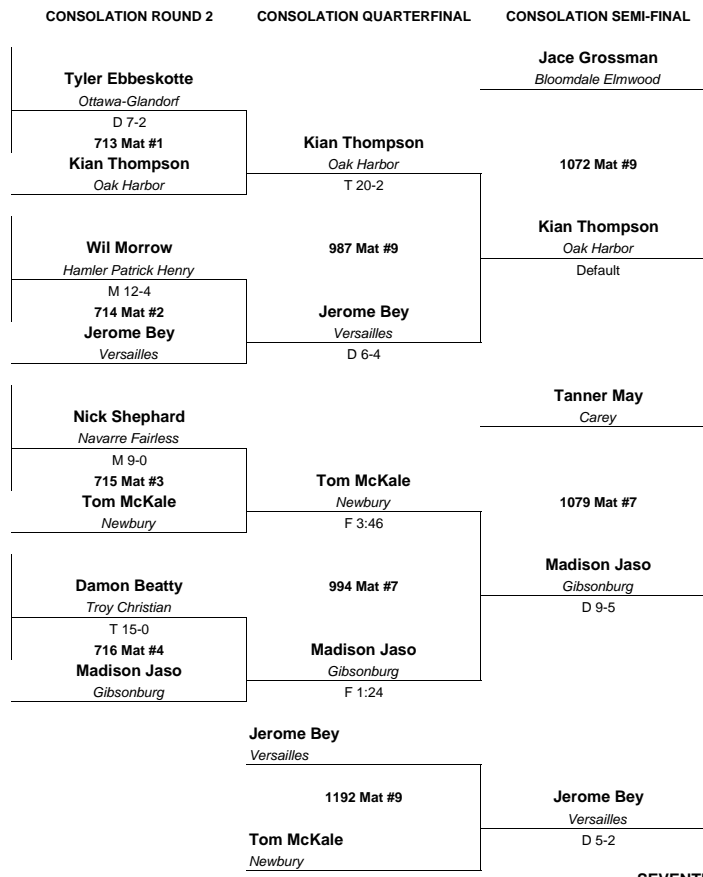 CONSOLATION ROUND 2 CONSOLATION QUARTERFINAL CONSOLATION SEMI-FINAL
Jace Grossman
Bloomdale Elmwood
Tyler Ebbeskotte
Ottawa-Glandorf
D 7-2
713 Mat #1
Kian Thompson
Oak Harbor
Kian Thompson
Oak Harbor
T 20-2
1072 Mat #9
Wil Morrow
Hamler Patrick Henry
M 12-4
714 Mat #2
Jerome Bey
Versailles
987 Mat #9
Jerome Bey
Versailles
D 6-4
Kian Thompson
Oak Harbor
Default
Nick Shephard
Navarre Fairless
M 9-0
715 Mat #3
Tom McKale
Newbury
Tom McKale
Newbury
F 3:46
Tanner May
Carey
1079 Mat #7
Damon Beatty
Troy Christian
T 15-0
716 Mat #4
Madison Jaso
Gibsonburg
994 Mat #7
Madison Jaso
Gibsonburg
F 1:24
Madison Jaso
Gibsonburg
D 9-5
Jerome Bey
Versailles
1192 Mat #9
Tom McKale
Newbury
Jerome Bey
Versailles
D 5-2